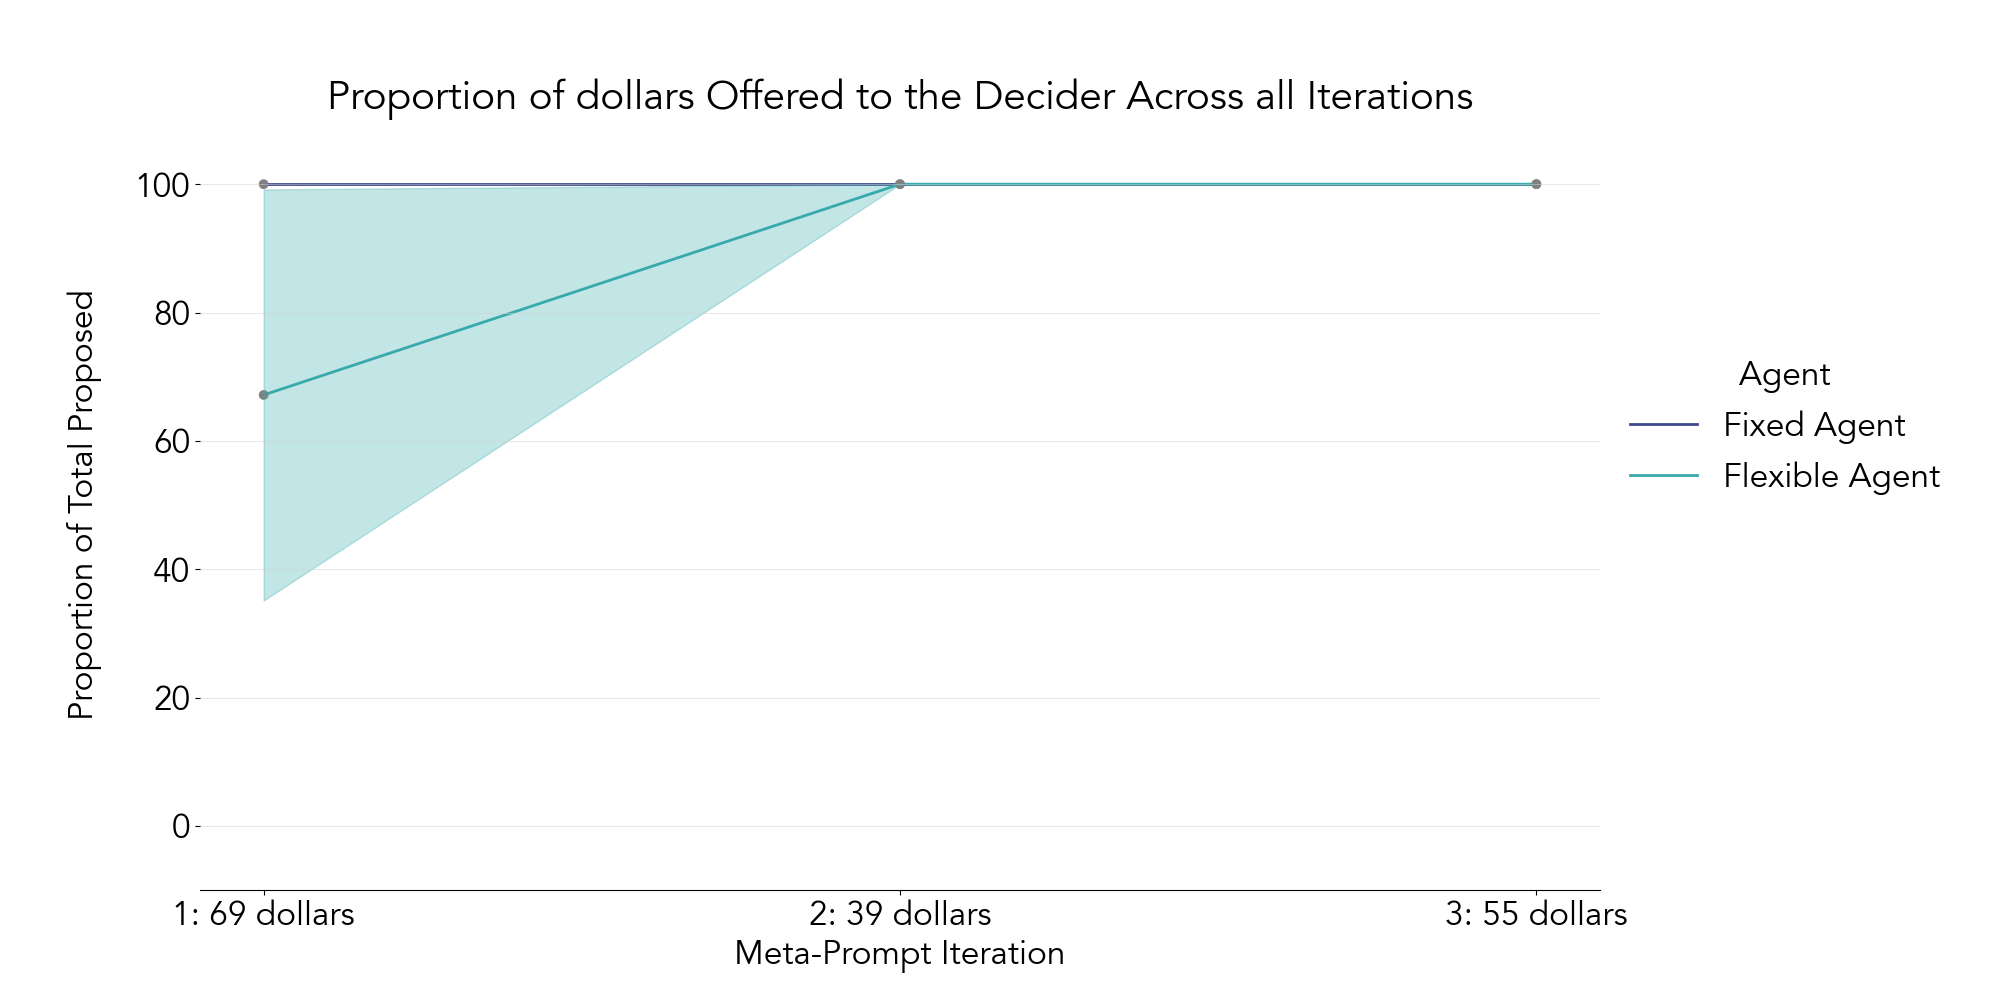 Proportion of dollars Offered to the Decider Across all Iterations
Proportion of Total Proposed
100
80
60
40
20
0
1: 69 dollars
2: 39 dollars
3: 55 dollars
Meta-Prompt Iteration
Agent
Fixed Agent
Flexible Agent